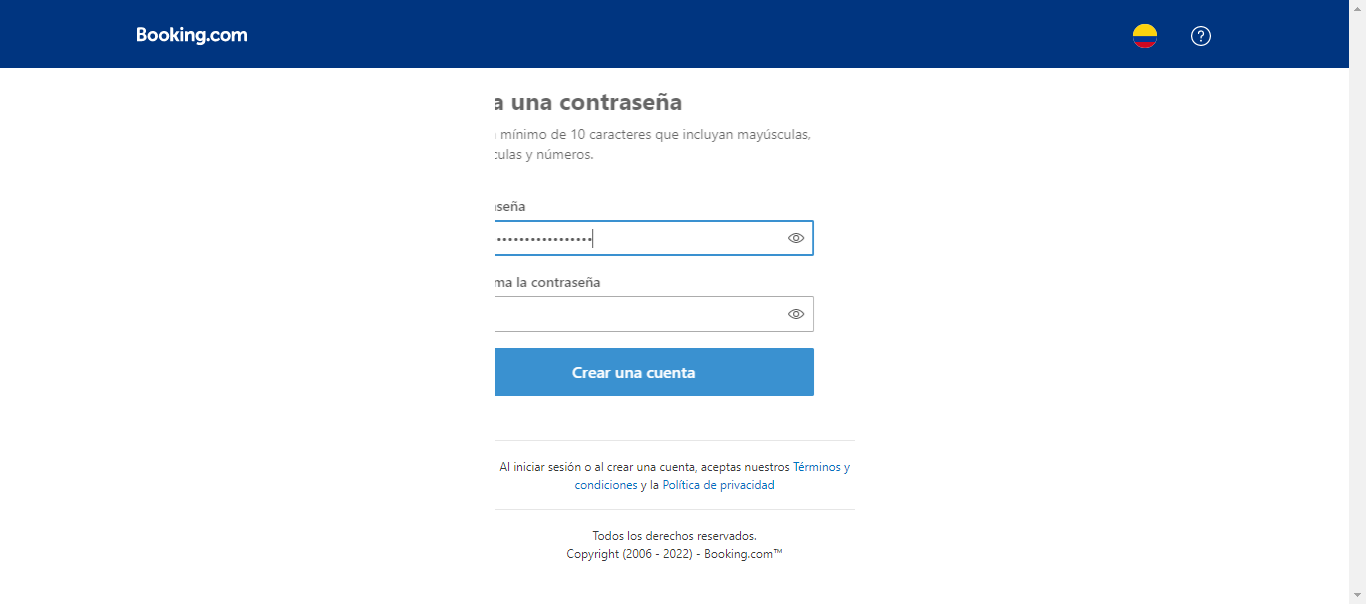 Booking.com
a una contraseña
mínimo de 10 caracteres que incluyan mayúsculas,
culas y números.
seña
ma la contraseña
Crear una cuenta
Al iniciar sesión o al crear una cuenta, aceptas nuestros Términos y
condiciones y la Política de privacidad
Todos los derechos reservados.
Copyright (2006 - 2022) - Booking.com™